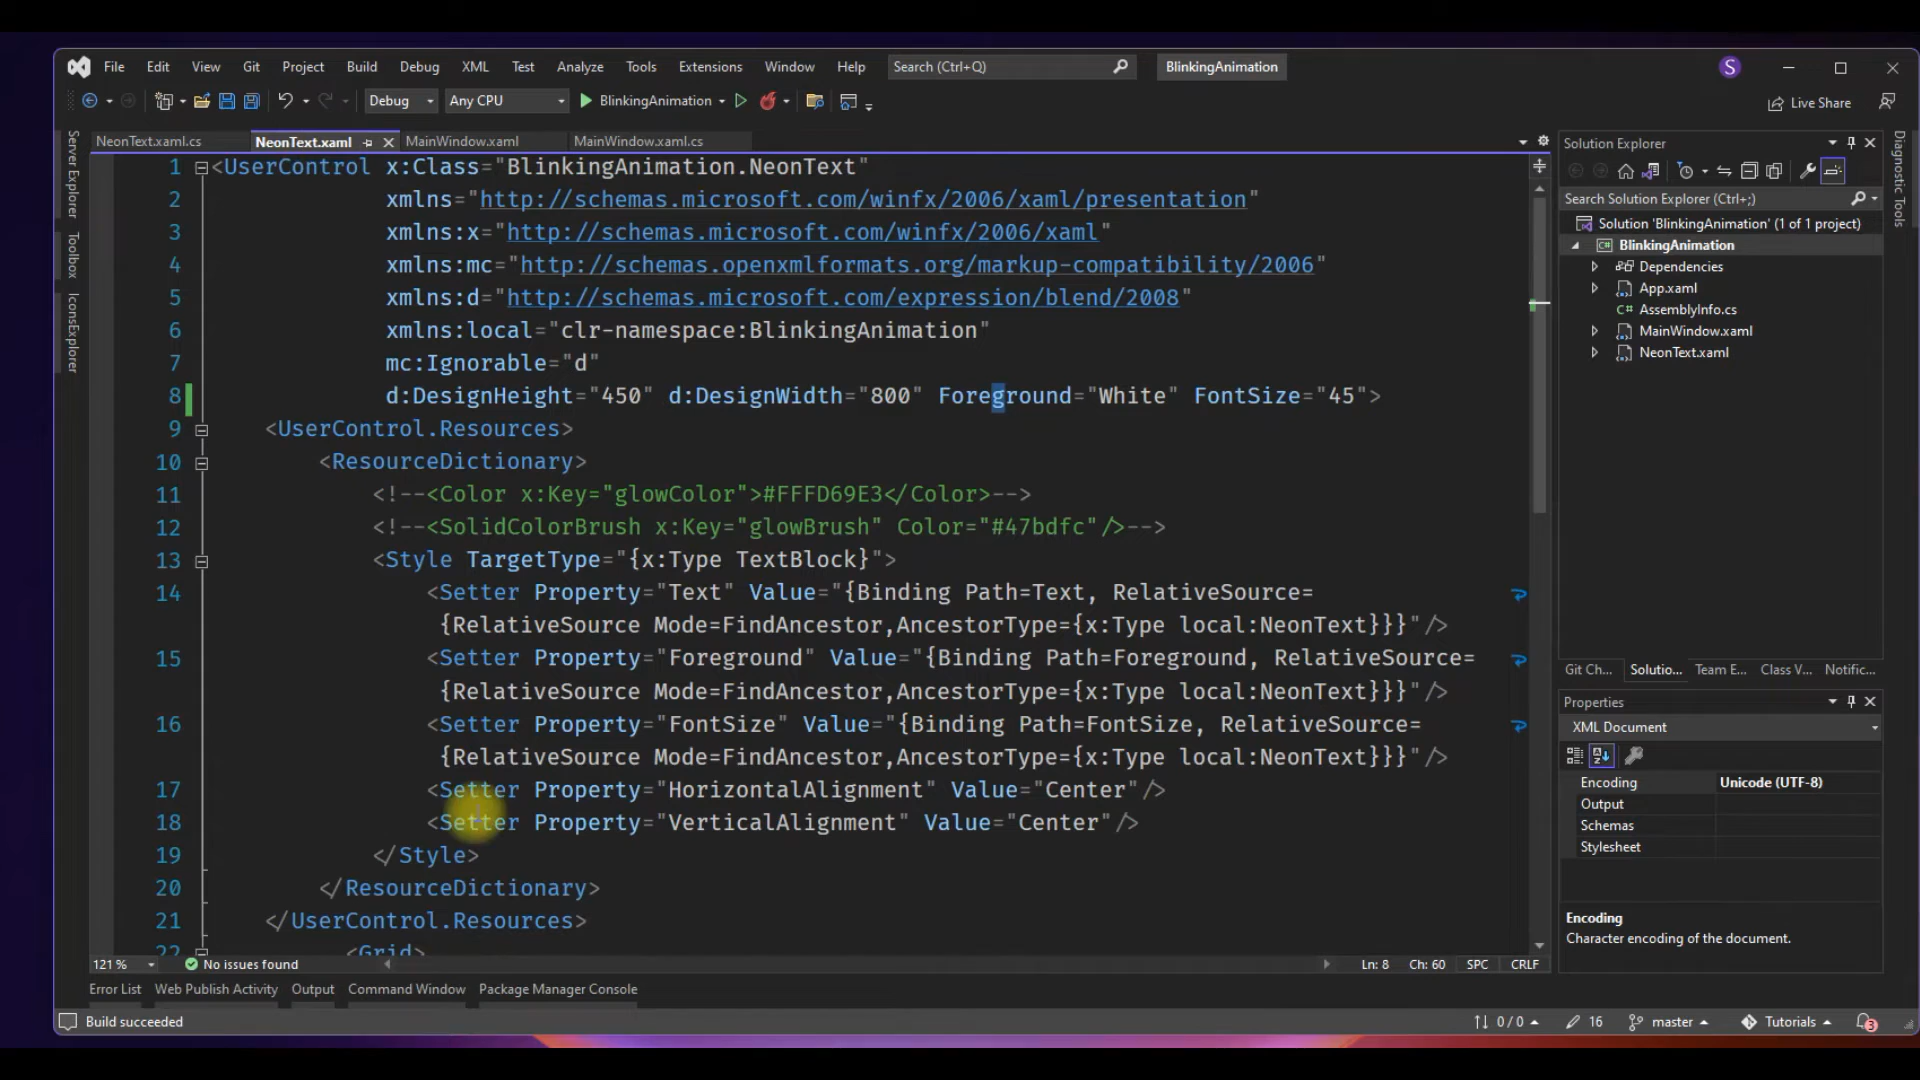 File Edit View Git Project Build Debug XML Test Analyze Tools Extensions Window Help Search (Ctrl+Q) BlinkingAnimation S
Debug Any CPU BlinkingAnimation Live Share
NeonText.xaml.cs NeonText.xaml MainWindow.xaml MainWindow.xaml.cs
Server Explorer
Toolbox
IconsExplorer
1 <UserControl x:Class="BlinkingAnimation.NeonText"
2 xmlns="http://schemas.microsoft.com/winfx/2006/xaml/presentation"
3 xmlns:x="http://schemas.microsoft.com/winfx/2006/xaml"
4 xmlns:mc="http://schemas.openxmlformats.org/markup-compatibility/2006"
5 xmlns:d="http://schemas.microsoft.com/expression/blend/2008"
6 xmlns:local="clr-namespace:BlinkingAnimation"
7 mc:Ignorable="d"
8 d:DesignHeight="450" d:DesignWidth="800" Foreground="White" FontSize="45">
9 <UserControl.Resources>
10 <ResourceDictionary>
11 <!--<Color x:Key="glowColor">#FFFD69E3</Color>-->
12 <!--<SolidColorBrush x:Key="glowBrush" Color="#47bdfc"/>-->
13 <Style TargetType="{x:Type TextBlock}">
14 <Setter Property="Text" Value="{Binding Path=Text, RelativeSource=
{RelativeSource Mode=FindAncestor,AncestorType={x:Type local:NeonText}}}"/>
15 <Setter Property="Foreground" Value="{Binding Path=Foreground, RelativeSource=
{RelativeSource Mode=FindAncestor,AncestorType={x:Type local:NeonText}}}"/>
16 <Setter Property="FontSize" Value="{Binding Path=FontSize, RelativeSource=
{RelativeSource Mode=FindAncestor,AncestorType={x:Type local:NeonText}}}"/>
17 <Setter Property="HorizontalAlignment" Value="Center"/>
18 <Setter Property="VerticalAlignment" Value="Center"/>
19 </Style>
20 </ResourceDictionary>
21 </UserControl.Resources>
22 <Grid>
121 % No issues found Ln: 8 Ch: 60 SPC CRLF
Error List Web Publish Activity Output Command Window Package Manager Console
Build succeeded 0 / 0 16 master Tutorials 3
Solution Explorer
Search Solution Explorer (Ctrl+;)
Solution 'BlinkingAnimation' (1 of 1 project)
BlinkingAnimation
Dependencies
App.xaml
C# AssemblyInfo.cs
MainWindow.xaml
NeonText.xaml
Git Ch... Solutio... Team E... Class V... Notific...
Properties
XML Document
Encoding Unicode (UTF-8)
Output
Schemas
Stylesheet
Encoding
Character encoding of the document.
Diagnostic Tools